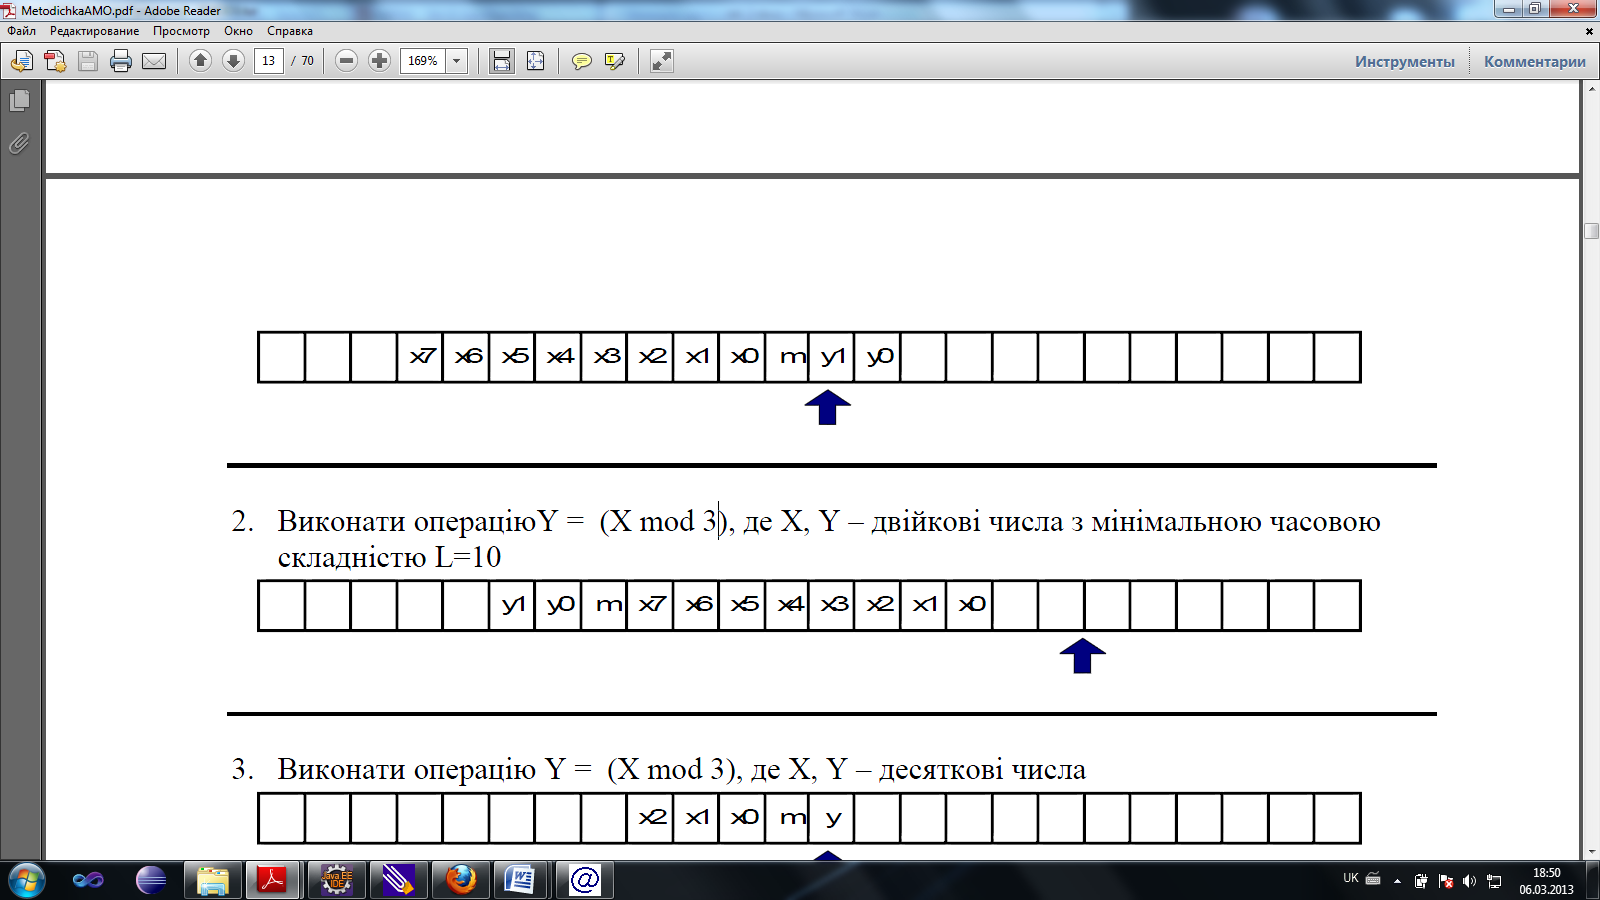 MetodichkaAMO.pdf - Adobe Reader
Файл Редактирование Просмотр Окно Справка
13 / 70 169% Инструменты Комментарии
x7 x6 x5 x4 x3 x2 x1 x0 m y1 y0
2. Виконати операціюY = (X mod 3), де X, Y – двійкові числа з мінімальною часовою
складністю L=10
y1 y0 m x7 x6 x5 x4 x3 x2 x1 x0
3. Виконати операцію Y = (X mod 3), де X, Y – десяткові числа
x2 x1 x0 m y
Java EE
IDE
UK
18:50
06.03.2013